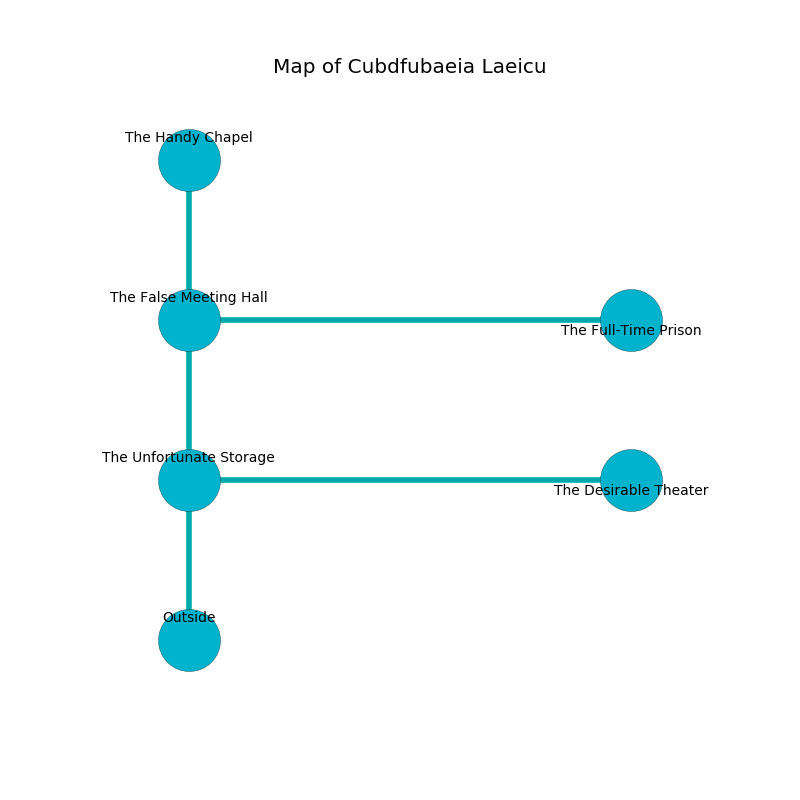 Map of Cubdfubaeia Laeicu
The Handy Chapel
The False Meeting Hall
The Full-Time Prison
The Unfortunate Storage
The Desirable Theater
Outside